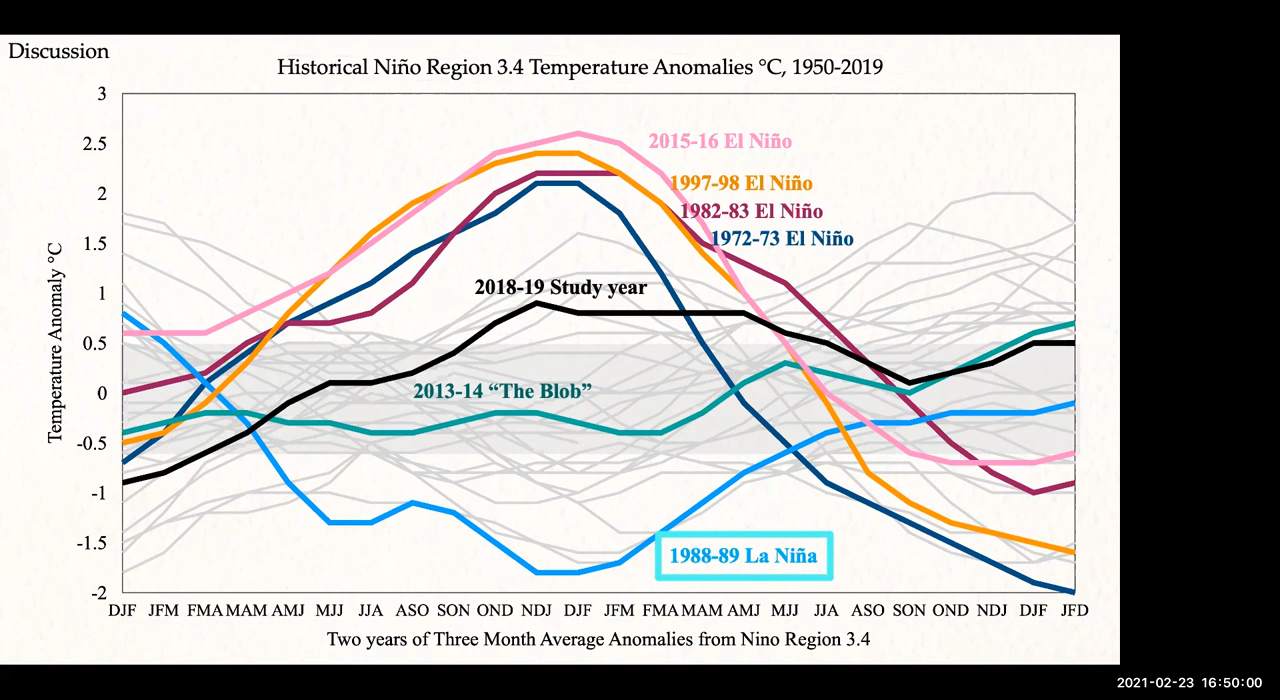 Discussion
Historical Niño Region 3.4 Temperature Anomalies °C, 1950-2019
3
2.5
2
1.5
1
0.5
0
-0.5
-1
-1.5
-2
Temperature Anomaly °C
2015-16 El Niño
1997-98 El Niño
1982-83 El Niño
1972-73 El Niño
2018-19 Study year
2013-14 “The Blob”
1988-89 La Niña
DJF JFM FMA MAM AMJ MJJ JJA ASO SON OND NDJ DJF JFM FMA MAM AMJ MJJ JJA ASO SON OND NDJ DJF JFD
Two years of Three Month Average Anomalies from Nino Region 3.4
2021-02-23 16:50:00